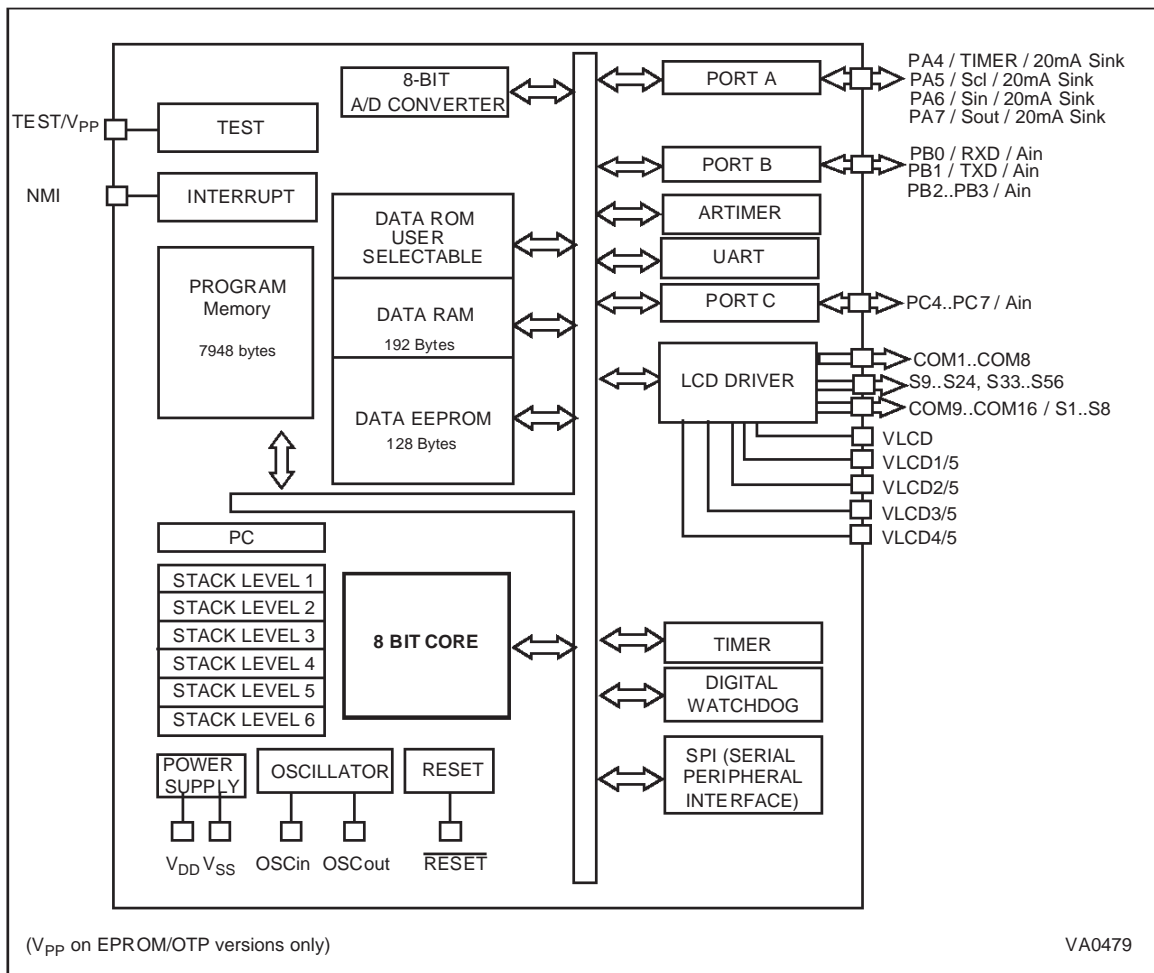 8-BIT
A/D CONVERTER
PORT A
PA4 / TIMER / 20mA Sink
PA5 / Scl / 20mA Sink
PA6 / Sin / 20mA Sink
PA7 / Sout / 20mA Sink
TEST/VPP
TEST
PORT B
PB0 / RXD / Ain
PB1 / TXD / Ain
PB2..PB3 / Ain
NMI
INTERRUPT
DATA ROM
USER
SELECTABLE
ARTIMER
UART
PROGRAM
Memory
7948 bytes
DATA RAM
192 Bytes
PORT C
PC4..PC7 / Ain
DATA EEPROM
128 Bytes
LCD DRIVER
COM1..COM8
S9..S24, S33..S56
COM9..COM16 / S1..S8
VLCD
VLCD1/5
VLCD2/5
VLCD3/5
VLCD4/5
PC
STACK LEVEL 1
STACK LEVEL 2
STACK LEVEL 3
STACK LEVEL 4
STACK LEVEL 5
STACK LEVEL 6
8 BIT CORE
TIMER
DIGITAL
WATCHDOG
SPI (SERIAL
PERIPHERAL
INTERFACE)
POWER
SUPPLY
OSCILLATOR
RESET
VDD VSS
OSCin
OSCout
RESET
(VPP on EPROM/OTP versions only)
VA0479